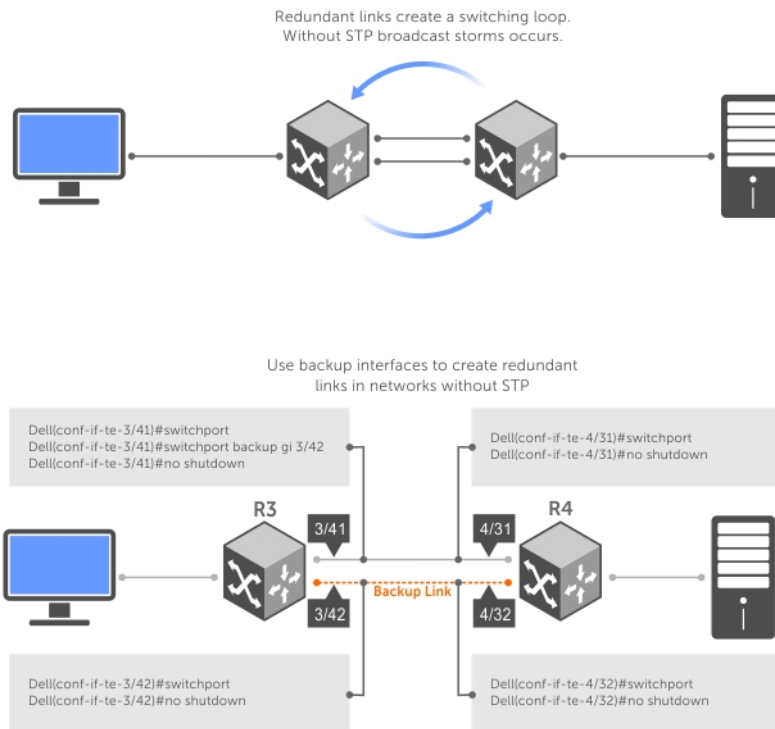 Redundant links create a switching loop.
Without STP broadcast storms occurs.
Use backup interfaces to create redundant
links in networks without STP
Dell(conf-if-te-3/41)#switchport
Dell(conf-if-te-3/41)#switchport backup gi 3/42
Dell(conf-if-te-3/41)#no shutdown
Dell(conf-if-te-4/31)#switchport
Dell(conf-if-te-4/31)#no shutdown
R3
R4
3/41
4/31
Backup Link
3/42
4/32
Dell(conf-if-te-3/42)#switchport
Dell(conf-if-te-3/42)#no shutdown
Dell(conf-if-te-4/32)#switchport
Dell(conf-if-te-4/32)#no shutdown